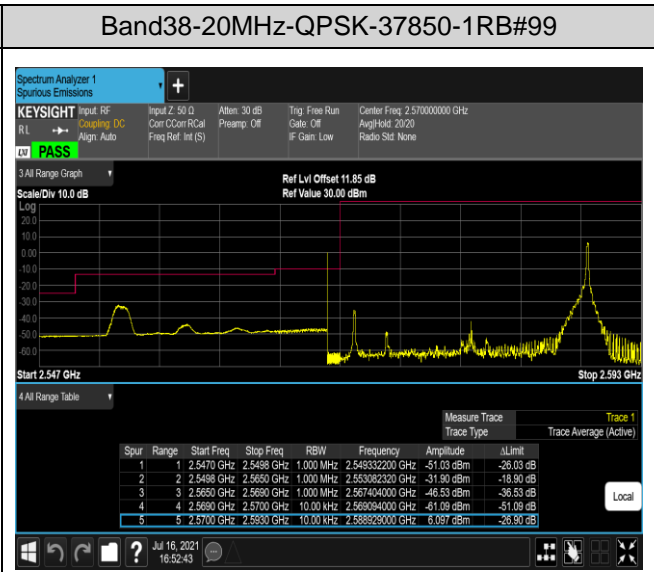 Band38-20MHz-QPSK-37850-1RB#99
Spectrum Analyzer 1
Spurious Emissions
+
KEYSIGHT Input: RF Input Z: 50 Ω Atten: 30 dB Trig: Free Run Center Freq: 2.570000000 GHz
RL Coupling: DC Corr CCorr RCal Preamp: Off Gate: Off Avg|Hold: 20/20
Align: Auto Freq Ref: Int (S) IF Gain: Low Radio Std: None
LXI PASS
3 All Range Graph
Ref Lvl Offset 11.85 dB
Scale/Div 10.0 dB Ref Value 30.00 dBm
Log
20.0
10.0
0.00
-10.0
-20.0
-30.0
-40.0
-50.0
-60.0
Start 2.547 GHz Stop 2.593 GHz
4 All Range Table
Measure Trace Trace 1
Trace Type Trace Average (Active)
Spur Range Start Freq Stop Freq RBW Frequency Amplitude ΔLimit
1 1 2.5470 GHz 2.5498 GHz 1.000 MHz 2.549332200 GHz -51.03 dBm -26.03 dB
2 2 2.5498 GHz 2.5650 GHz 1.000 MHz 2.553082320 GHz -31.90 dBm -18.90 dB
3 3 2.5650 GHz 2.5690 GHz 1.000 MHz 2.567404000 GHz -46.53 dBm -36.53 dB
4 4 2.5690 GHz 2.5700 GHz 10.00 kHz 2.569094000 GHz -61.09 dBm -51.09 dB
5 5 2.5700 GHz 2.5930 GHz 10.00 kHz 2.588929000 GHz 6.097 dBm -26.90 dB
Local
? Jul 16, 2021
16:52:43